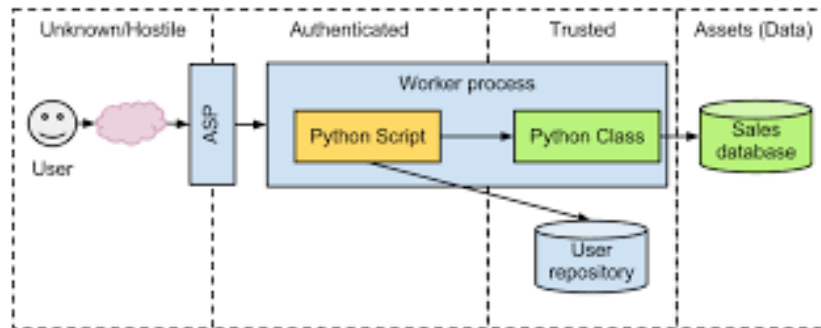 Unknown/Hostile
Authenticated
Trusted
Assets (Data)
User
ASP
Worker process
Python Script
Python Class
Sales
database
User
repository